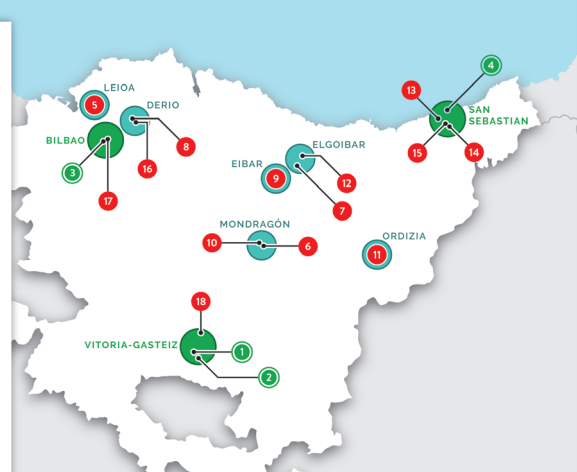 4
13
LEIOA
5
DERIO
SAN
SEBASTIAN
BILBAO
ELGOIBAR
8
15
14
EIBAR
16
3
9
12
17
7
MONDRAGÓN
ORDIZIA
10
6
11
18
VITORIA-GASTEIZ
1
2